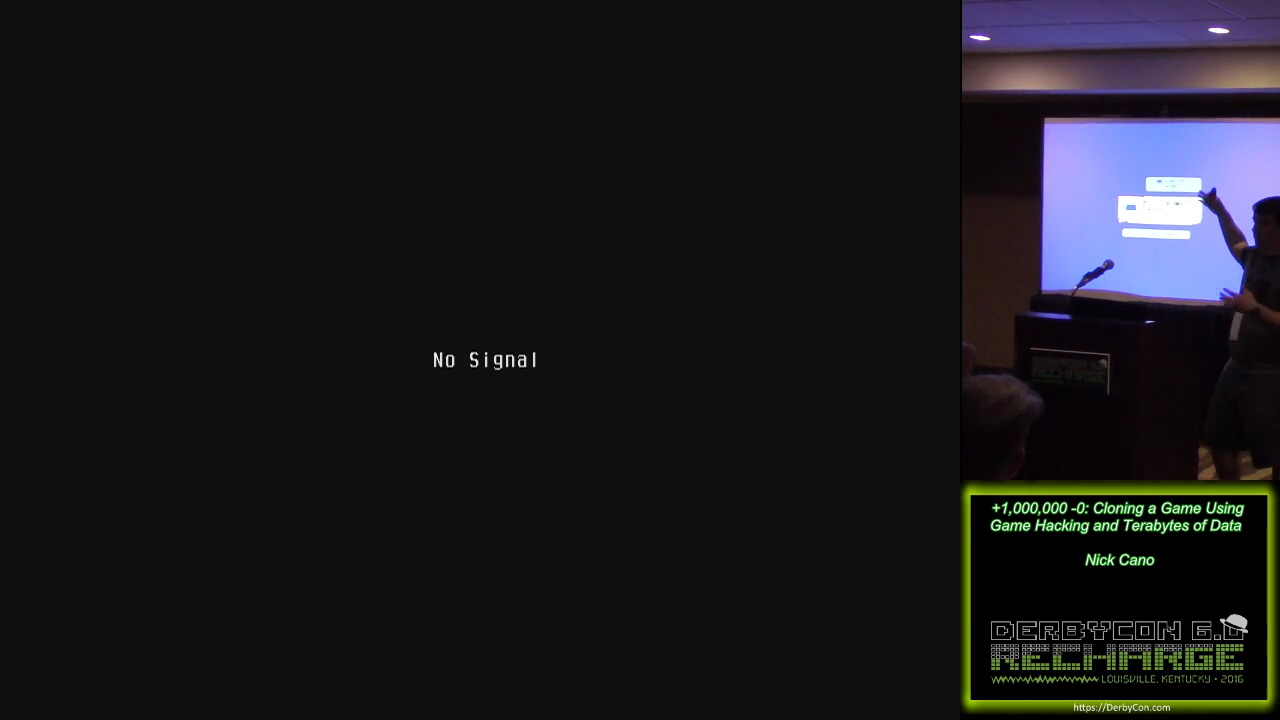 No Signal
+1,000,000 -0: Cloning a Game Using
Game Hacking and Terabytes of Data
Nick Cano
DERBYCON 6.0
RECHARGE
LOUISVILLE, KENTUCKY • 2016
https://DerbyCon.com
RECHARGE